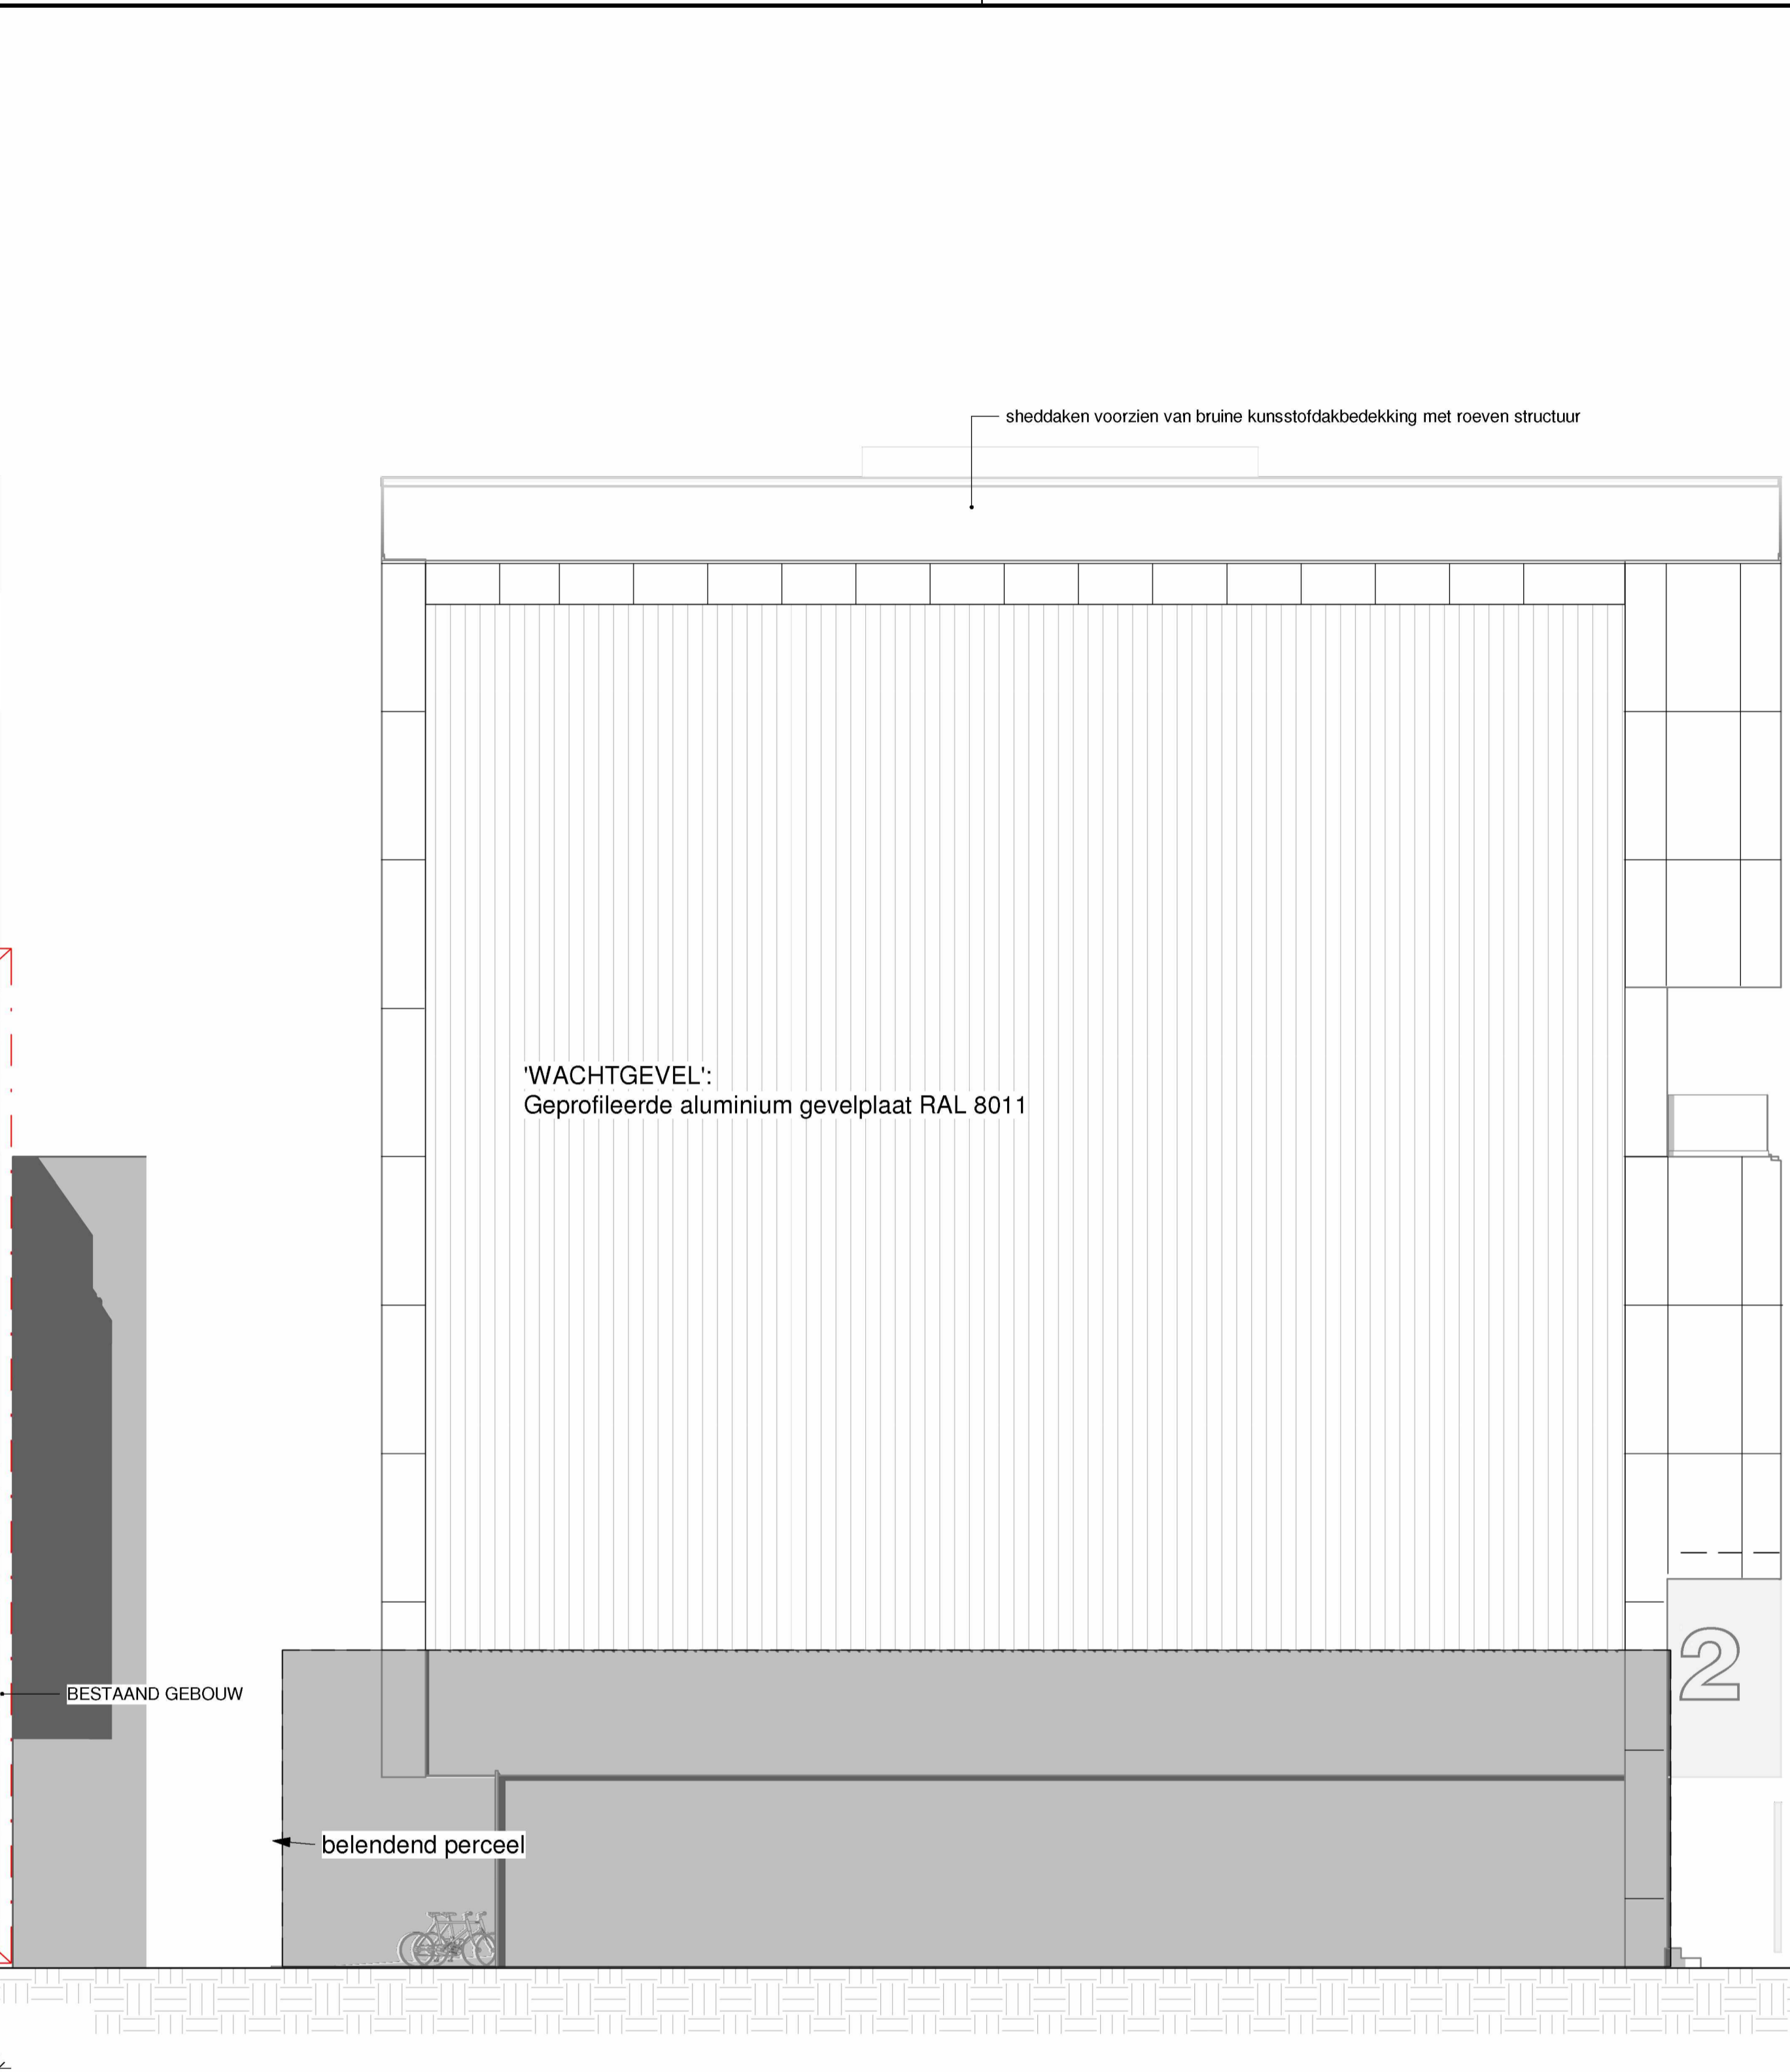 sheddaken voorzien van bruine kunsstofdakbedekking met roeven structuur
'WACHTGEVEL':
Geprofileerde aluminium gevelplaat RAL 8011
2
BESTAAND GEBOUW
belendend perceel